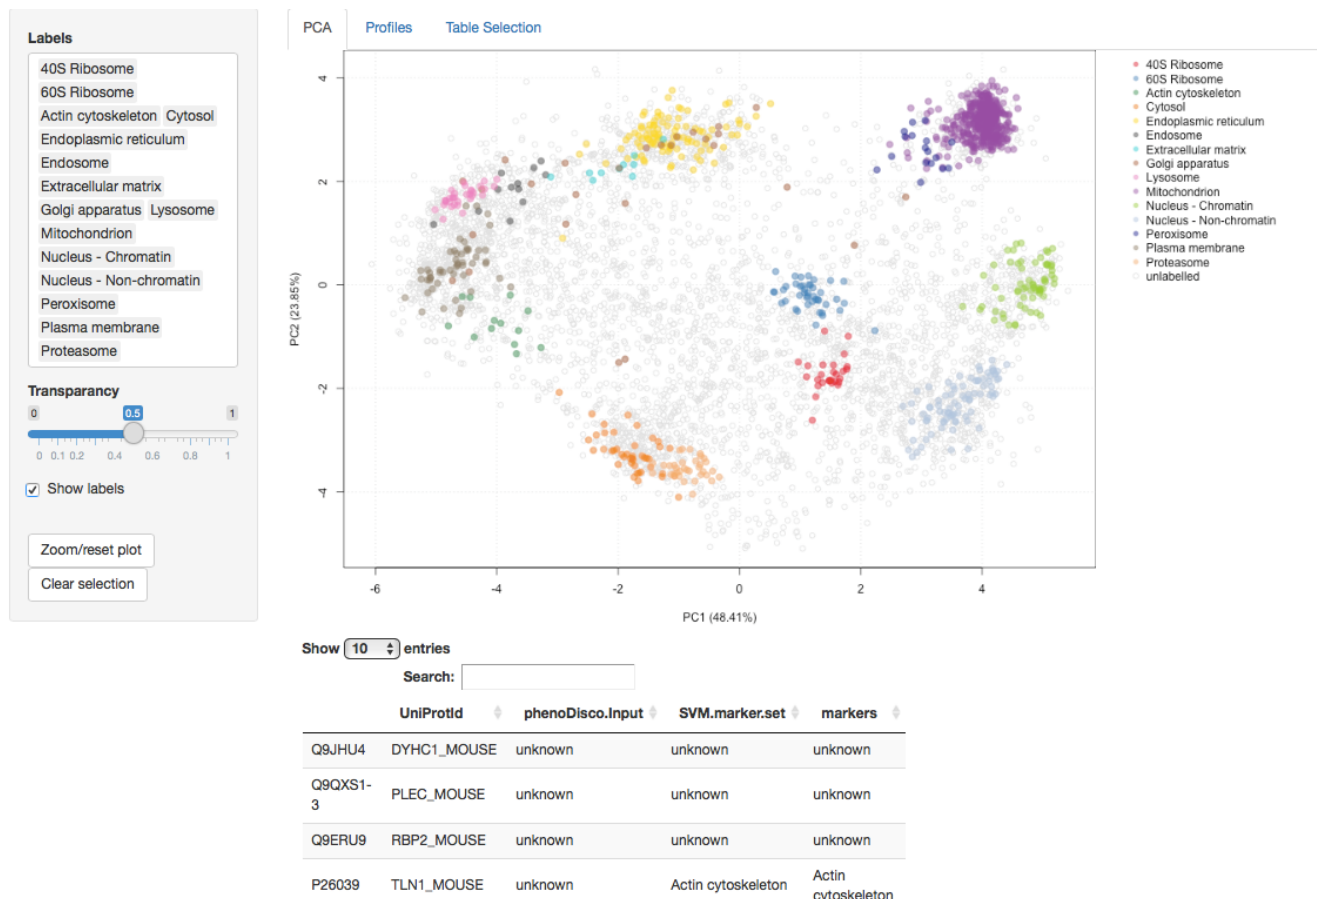 PCA Profiles Table Selection
Labels
40S Ribosome
60S Ribosome
Actin cytoskeleton Cytosol
Endoplasmic reticulum
Endosome
Extracellular matrix
Golgi apparatus Lysosome
Mitochondrion
Nucleus - Chromatin
Nucleus - Non-chromatin
Peroxisome
Plasma membrane
Proteasome
Transparancy
0 0.5 1
0 0.1 0.2 0.4 0.6 0.8 1
Show labels
Zoom/reset plot
Clear selection
PC2 (23.85%)
4
2
0
-2
-4
-6 -4 -2 0 2 4
PC1 (48.41%)
40S Ribosome
60S Ribosome
Actin cytoskeleton
Cytosol
Endoplasmic reticulum
Endosome
Extracellular matrix
Golgi apparatus
Lysosome
Mitochondrion
Nucleus - Chromatin
Nucleus - Non-chromatin
Peroxisome
Plasma membrane
Proteasome
unlabelled
Show 10 entries
Search:
UniProtId phenoDisco.Input SVM.marker.set markers
Q9JHU4 DYHC1_MOUSE unknown unknown unknown
Q9QXS1-
3 PLEC_MOUSE unknown unknown unknown
Q9ERU9 RBP2_MOUSE unknown unknown unknown
P26039 TLN1_MOUSE unknown Actin cytoskeleton Actin
cytoskeleton